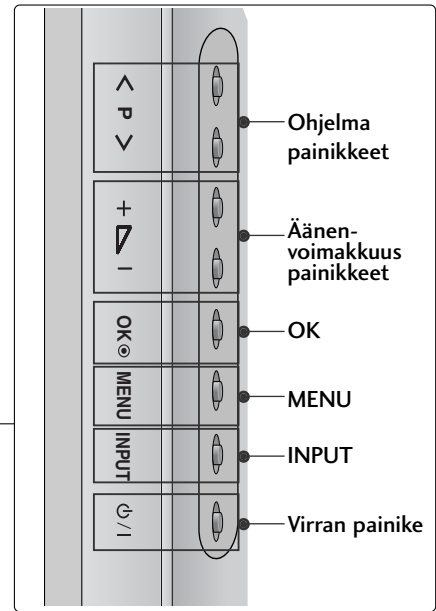 < P >
Ohjelma
painikkeet
+ −
Äänen-
voimakkuus
painikkeet
OK
OK
MENU
MENU
INPUT
INPUT
⏻/I
Virran painike